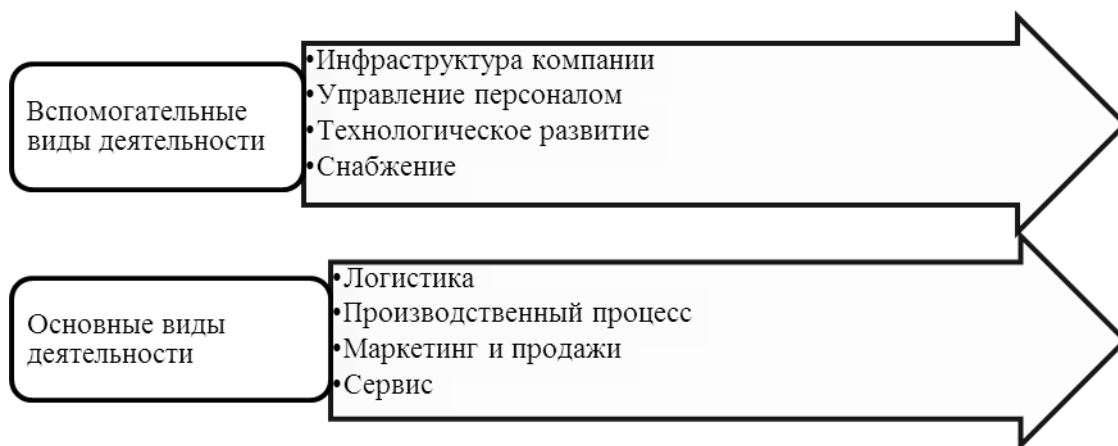 Вспомогательные
виды деятельности
•Инфраструктура компании
•Управление персоналом
•Технологическое развитие
•Снабжение
Основные виды
деятельности
•Логистика
•Производственный процесс
•Маркетинг и продажи
•Сервис